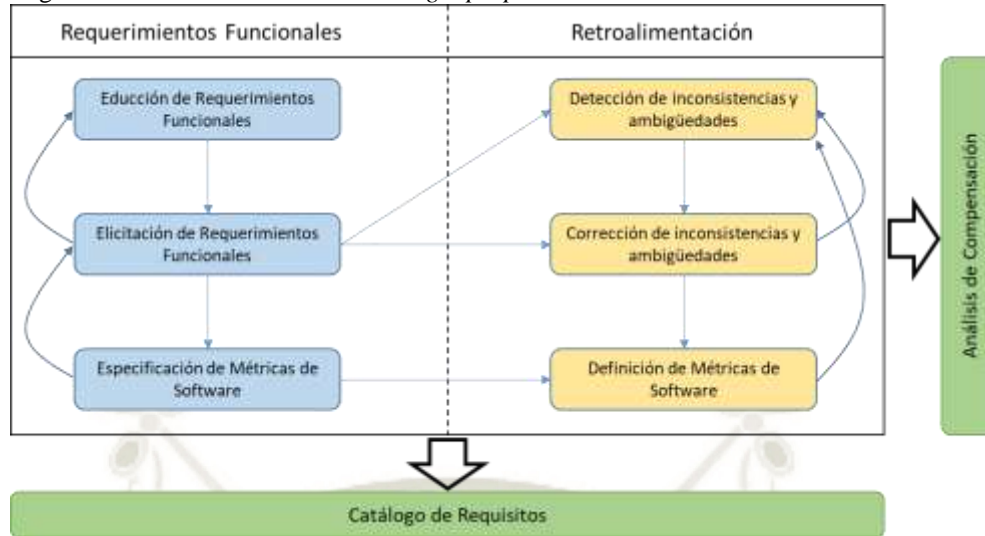 Requerimientos Funcionales
Retroalimentación
Educción de Requerimientos
Funcionales
Detección de inconsistencias y
ambigüedades
Elicitación de Requerimientos
Funcionales
Corrección de inconsistencias y
ambigüedades
Especificación de Métricas de
Software
Definición de Métricas de
Software
Análisis de Compensación
Catálogo de Requisitos